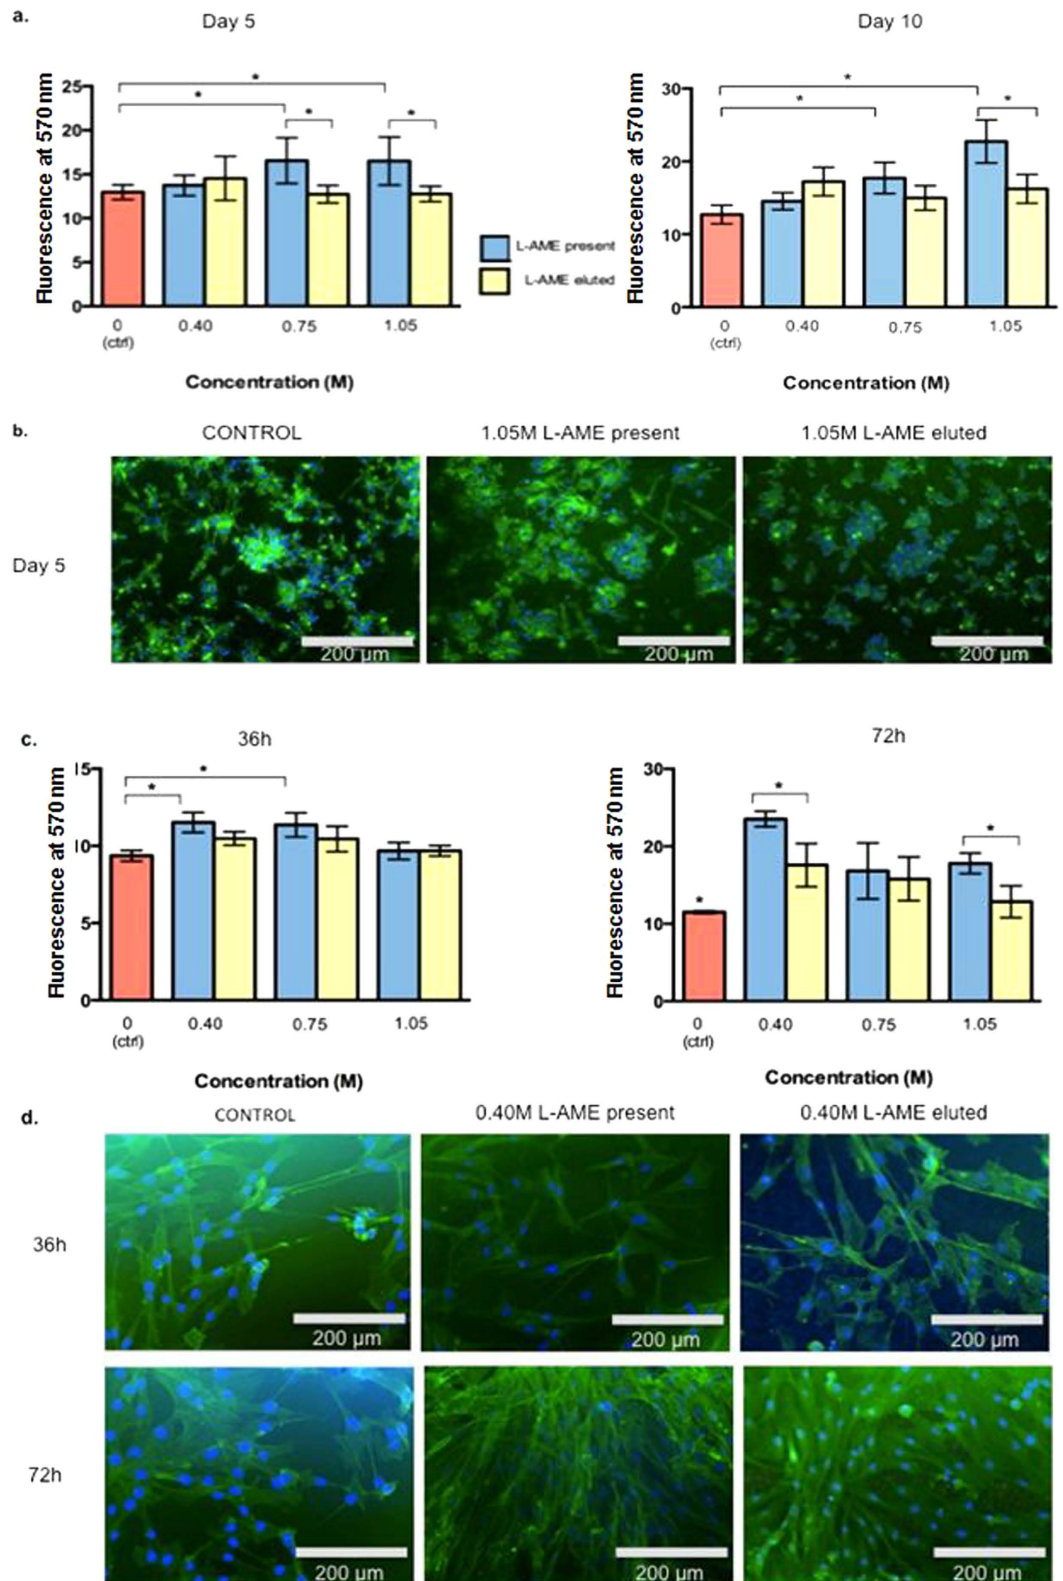 a.
Day 5
Day 10
Fluorescence at 570 nm
25
20
15
10
5
0
*
*
*
*
0
(ctrl)
0.40
0.75
1.05
Concentration (M)
L-AME present
L-AME eluted
Fluorescence at 570 nm
30
20
10
0
*
*
*
0
(ctrl)
0.40
0.75
1.05
Concentration (M)
b.
CONTROL
1.05M L-AME present
1.05M L-AME eluted
Day 5
200 µm
200 µm
200 µm
c.
36h
72h
Fluorescence at 570 nm
15
10
5
0
*
*
0
(ctrl)
0.40
0.75
1.05
Concentration (M)
Fluorescence at 570 nm
30
20
10
0
*
*
*
0
(ctrl)
0.40
0.75
1.05
Concentration (M)
d.
CONTROL
0.40M L-AME present
0.40M L-AME eluted
36h
200 µm
200 µm
200 µm
72h
200 µm
200 µm
200 µm